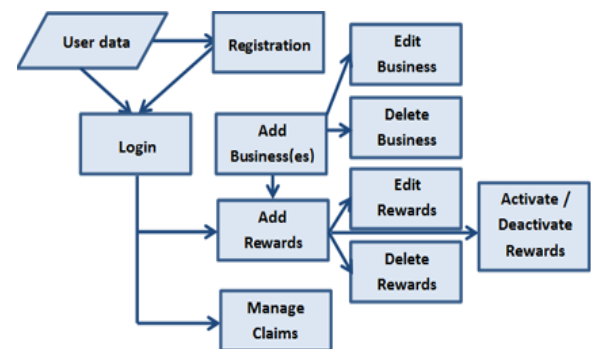 User data
Registration
Edit
Business
Login
Add
Business(es)
Delete
Business
Add
Rewards
Edit
Rewards
Activate /
Deactivate
Rewards
Delete
Rewards
Manage
Claims